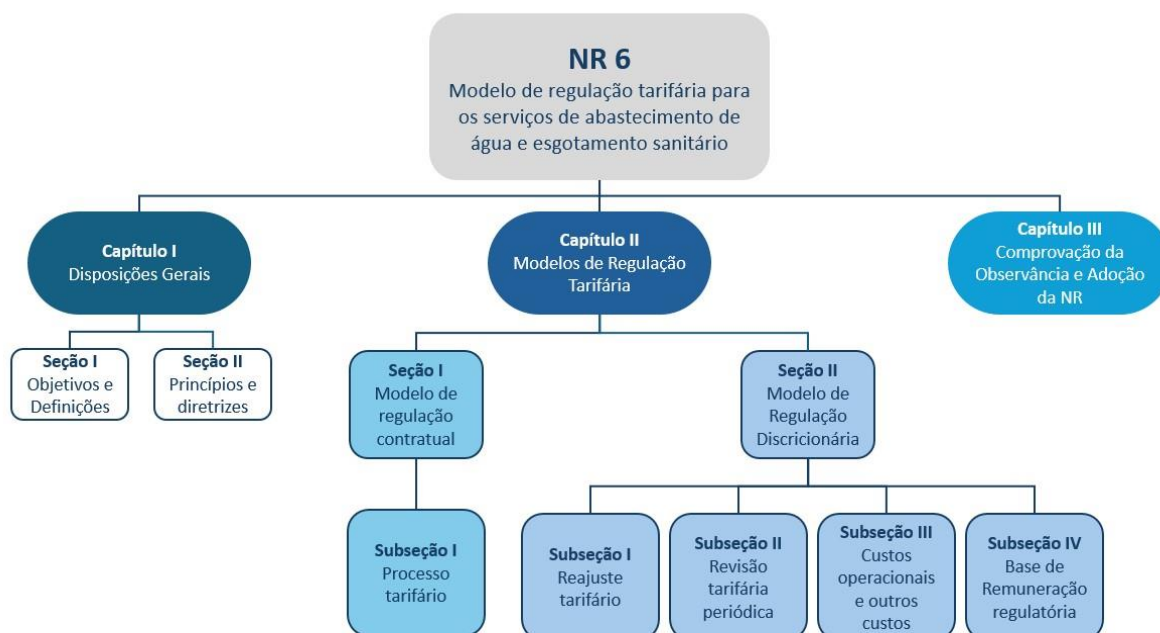 NR 6
Modelo de regulação tarifária para
os serviços de abastecimento de
água e esgotamento sanitário
Capítulo I
Disposições Gerais
Capítulo II
Modelos de Regulação
Tarifária
Capítulo III
Comprovação da
Observância e Adoção
da NR
Seção I
Objetivos e
Definições
Seção II
Princípios e
diretrizes
Seção I
Modelo de
regulação
contratual
Seção II
Modelo de
Regulação
Discricionária
Subseção I
Processo
tarifário
Subseção I
Reajuste
tarifário
Subseção II
Revisão
tarifária
periódica
Subseção III
Custos
operacionais
e outros
custos
Subseção IV
Base de
Remuneração
regulatória